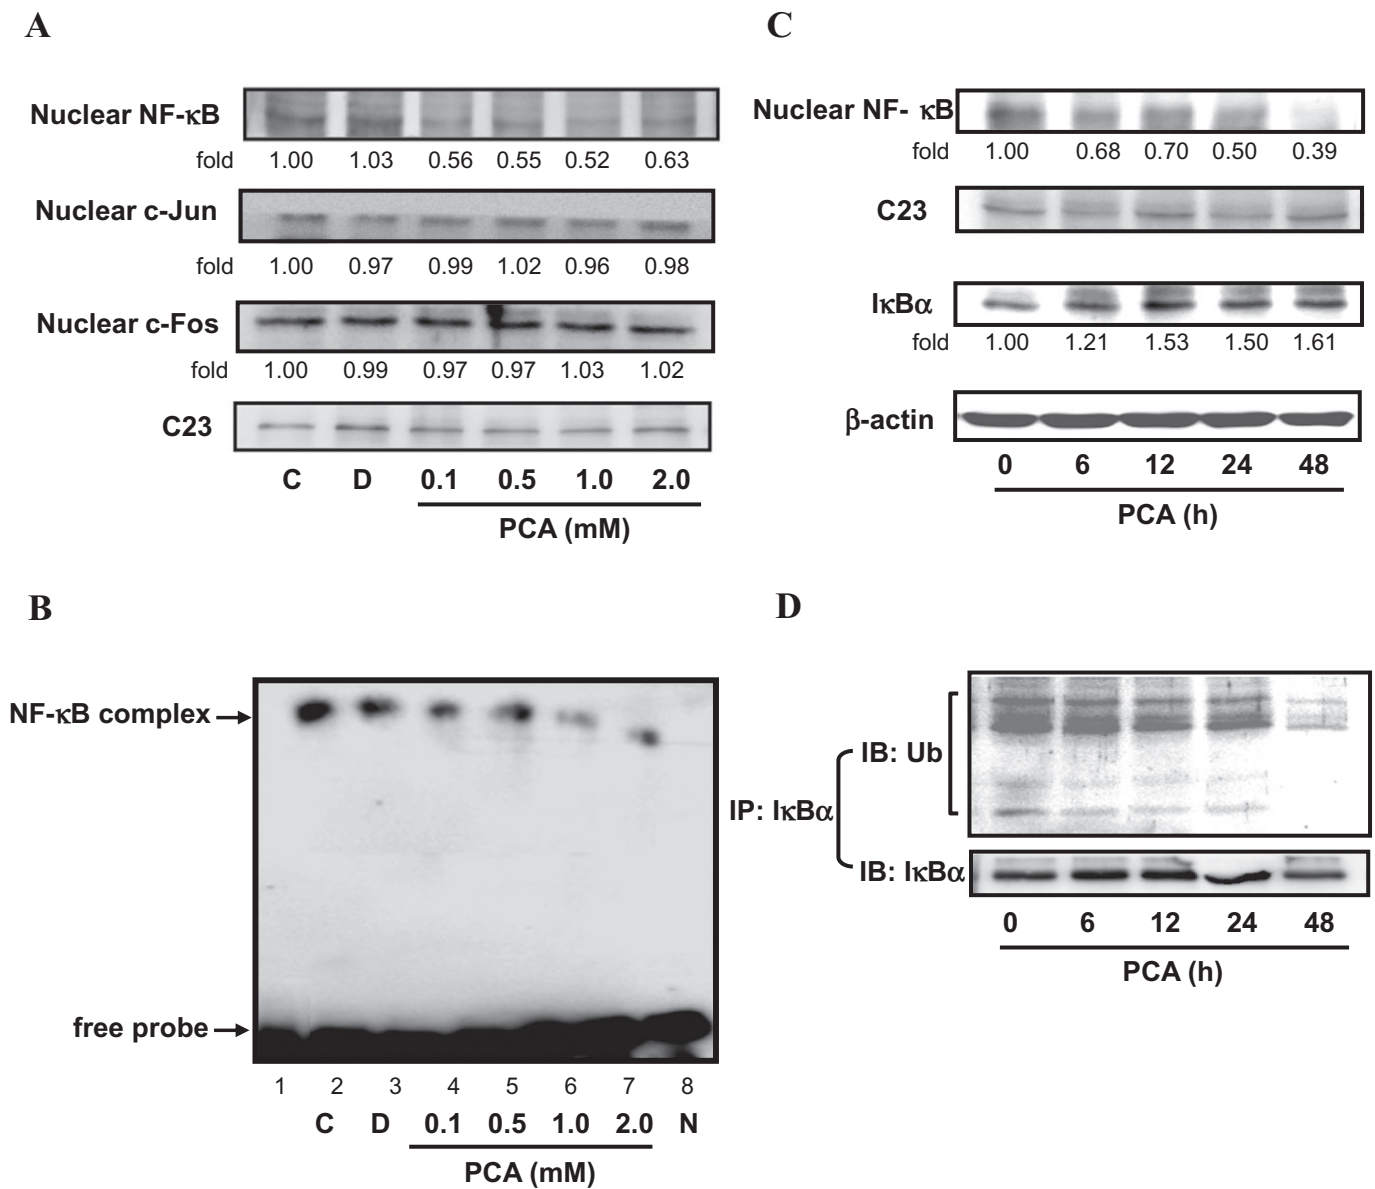 A
Nuclear NF-κB
fold 1.00 1.03 0.56 0.55 0.52 0.63
Nuclear c-Jun
fold 1.00 0.97 0.99 1.02 0.96 0.98
Nuclear c-Fos
fold 1.00 0.99 0.97 0.97 1.03 1.02
C23
C D 0.1 0.5 1.0 2.0
PCA (mM)
B
NF-κB complex
free probe
1 2 3 4 5 6 7 8
C D 0.1 0.5 1.0 2.0 N
PCA (mM)
C
Nuclear NF- κB
fold 1.00 0.68 0.70 0.50 0.39
C23
IκBα
fold 1.00 1.21 1.53 1.50 1.61
β-actin
0 6 12 24 48
PCA (h)
D
IP: IκBα
IB: Ub
IB: IκBα
0 6 12 24 48
PCA (h)